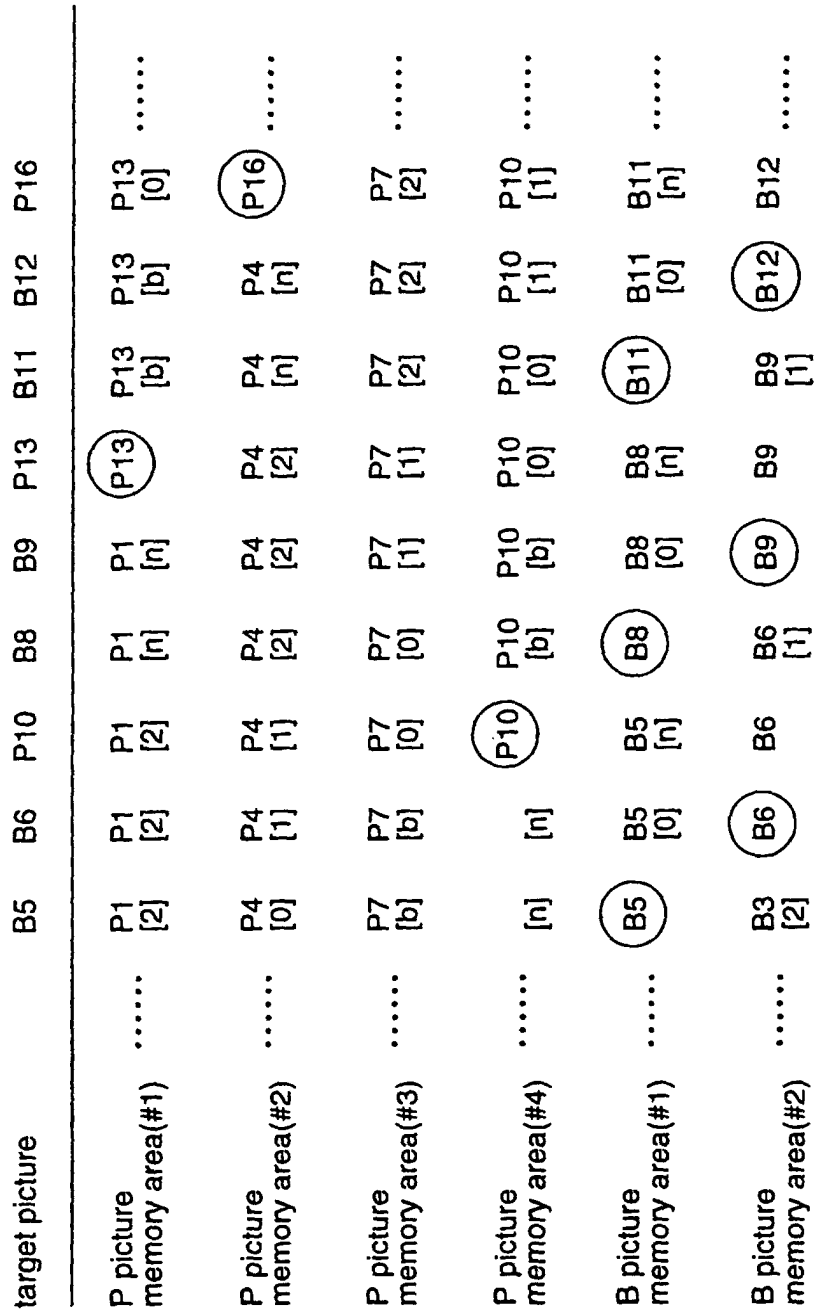 target picture B5 B6 P10 B8 B9 P13 B11 B12 P16
P picture
memory area(#1) ...... P1 P1 P1 P1 P1 P13 P13 P13 P13 ......
[2] [2] [2] [n] [n] [b] [b] [0]
P picture
memory area(#2) ...... P4 P4 P4 P4 P4 P4 P4 P4 P16 ......
[0] [1] [1] [2] [2] [2] [n] [n]
P picture
memory area(#3) ...... P7 P7 P7 P7 P7 P7 P7 P7 P7 ......
[b] [b] [0] [0] [1] [1] [2] [2] [2]
P picture
memory area(#4) ...... [n] [n] P10 P10 P10 P10 P10 P10 P10 ......
[b] [b] [0] [0] [1] [1]
B picture
memory area(#1) ...... B5 B5 B5 B8 B8 B8 B11 B11 B11 ......
[0] [n] [0] [n] [0] [n]
B picture
memory area(#2) ...... B3 B6 B6 B6 B9 B9 B9 B12 B12 ......
[2] [1] [1]